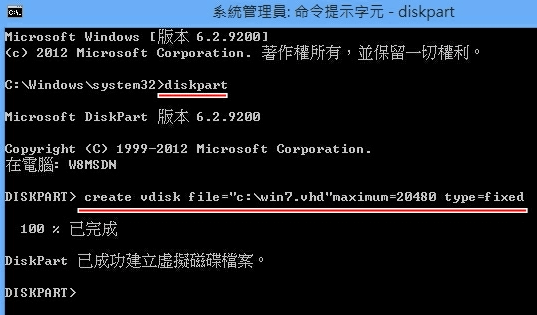 系統管理員: 命令提示字元 - diskpart
Microsoft Windows [版本 6.2.9200]
(c) 2012 Microsoft Corporation. 著作權所有，並保留一切權利。
C:\Windows\system32>diskpart
Microsoft DiskPart 版本 6.2.9200
Copyright (C) 1999-2012 Microsoft Corporation.
在電腦: W8MSDN
DISKPART> create vdisk file="c:\win7.vhd"maximum=20480 type=fixed
100 % 已完成
DiskPart 已成功建立虛擬磁碟檔案。
DISKPART>